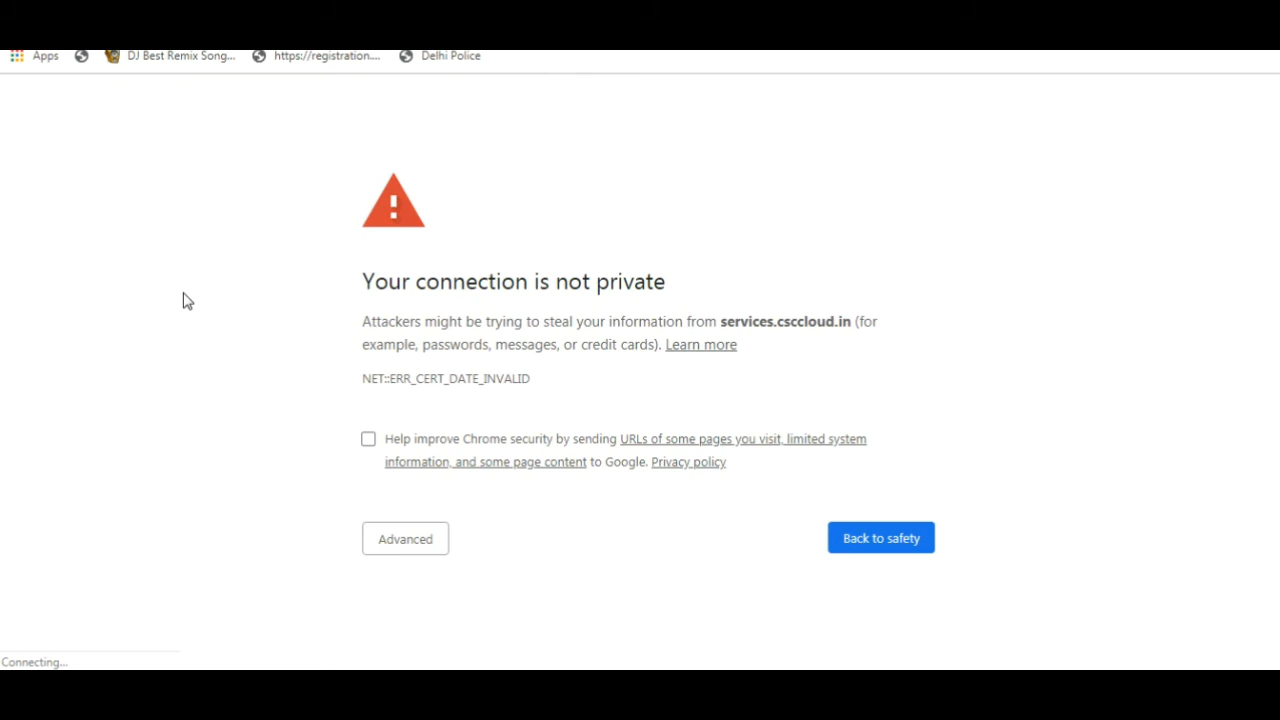 Apps DJ Best Remix Song... https://registration.... Delhi Police
Your connection is not private
Attackers might be trying to steal your information from services.csccloud.in (for
example, passwords, messages, or credit cards). Learn more
NET::ERR_CERT_DATE_INVALID
Help improve Chrome security by sending URLs of some pages you visit, limited system
information, and some page content to Google. Privacy policy
Advanced Back to safety
Connecting...